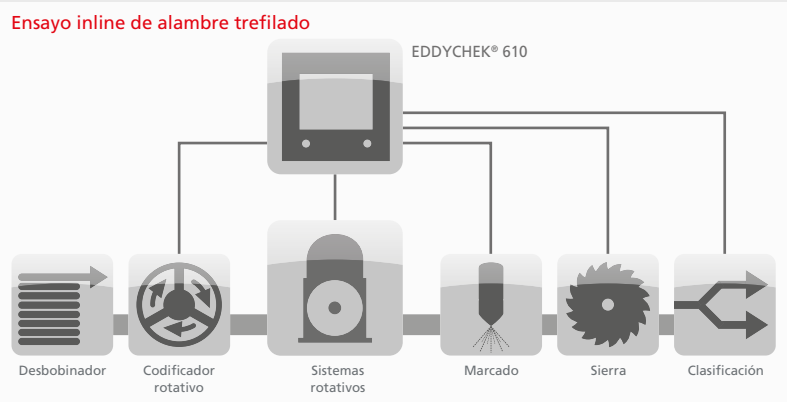 Ensayo inline de alambre trefilado
EDDYCHEK® 610
Desbobinador
Codificador
rotativo
Sistemas
rotativos
Marcado
Sierra
Clasificación